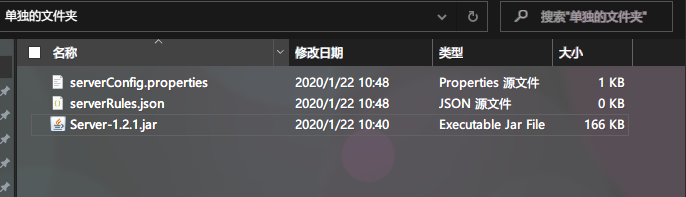 单独的文件夹 搜索"单独的文件夹"
名称 修改日期 类型 大小
serverConfig.properties 2020/1/22 10:48 Properties 源文件 1 KB
serverRules.json 2020/1/22 10:48 JSON 源文件 0 KB
Server-1.2.1.jar 2020/1/22 10:40 Executable Jar File 166 KB